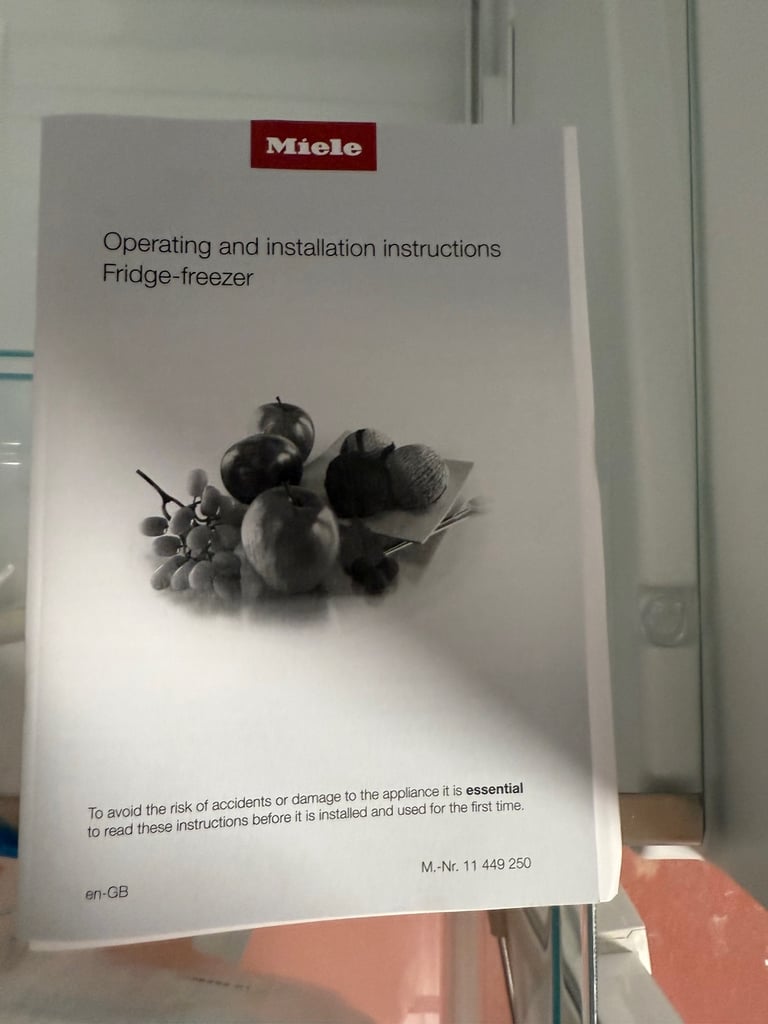 Miele
Operating and installation instructions
Fridge-freezer
To avoid the risk of accidents or damage to the appliance it is essential
to read these instructions before it is installed and used for the first time.
M.-Nr. 11 449 250
en-GB